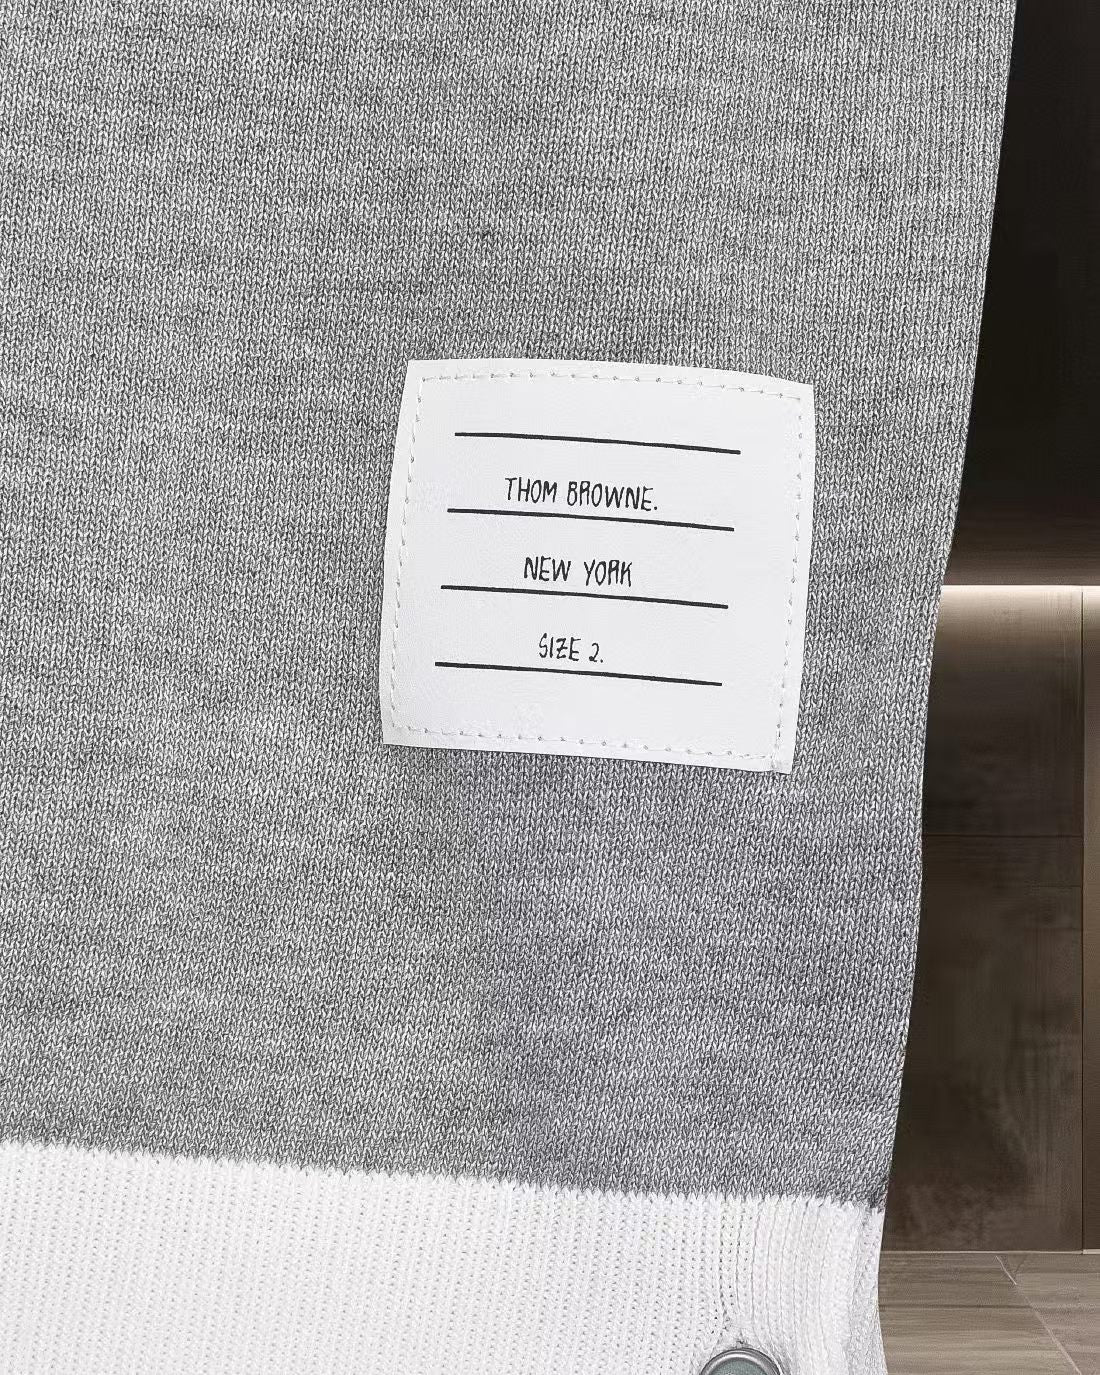 THOM BROWNE.
NEW YORK
SIZE 2.